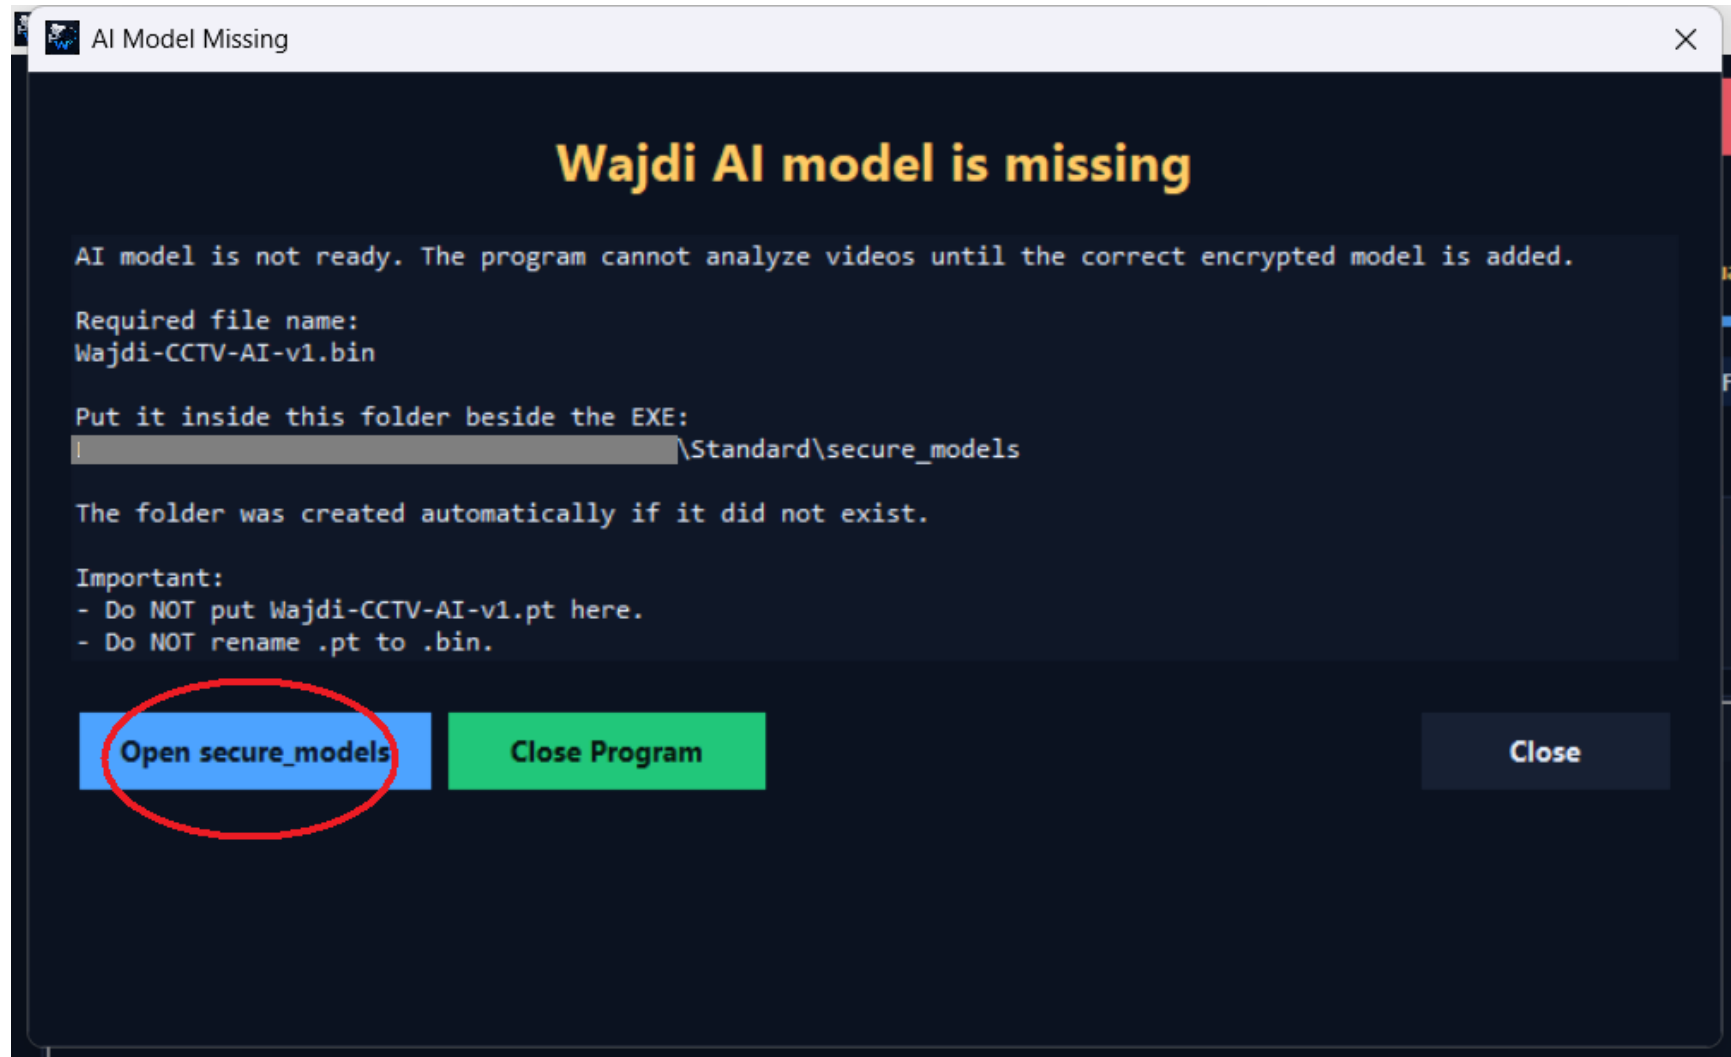 AI Model Missing
Wajdi AI model is missing
AI model is not ready. The program cannot analyze videos until the correct encrypted model is added.
Required file name:
Wajdi-CCTV-AI-v1.bin
Put it inside this folder beside the EXE:
\Standard\secure_models
The folder was created automatically if it did not exist.
Important:
- Do NOT put Wajdi-CCTV-AI-v1.pt here.
- Do NOT rename .pt to .bin.
Open secure_models
Close Program
Close